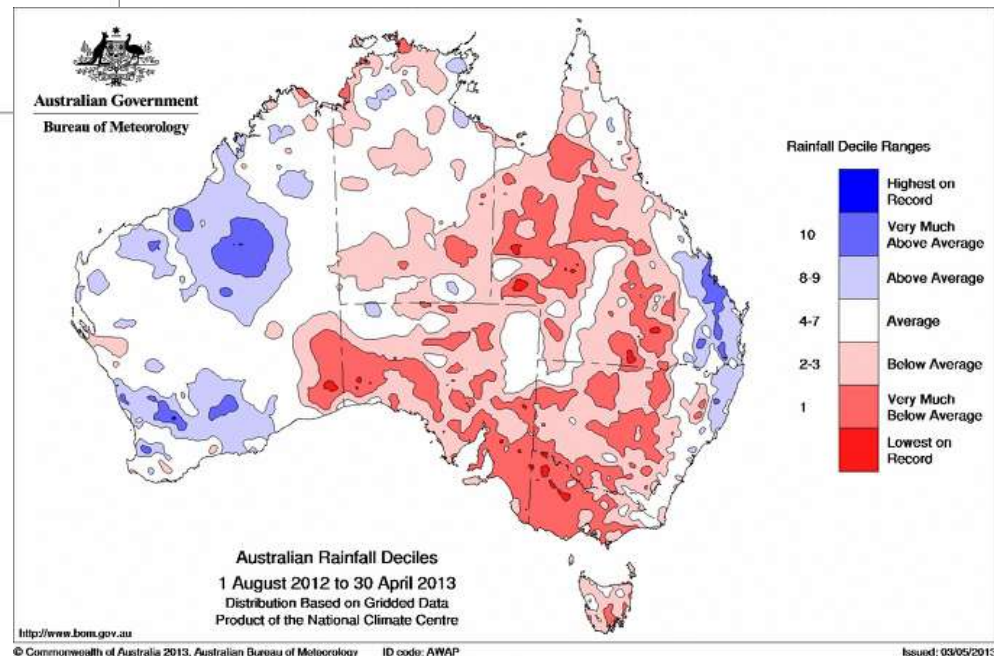 Australian Government
Bureau of Meteorology
Rainfall Decile Ranges
Highest on
Record
10
Very Much
Above Average
8-9
Above Average
4-7
Average
2-3
Below Average
1
Very Much
Below Average
Lowest on
Record
Australian Rainfall Deciles
1 August 2012 to 30 April 2013
Distribution Based on Gridded Data
Product of the National Climate Centre
http://www.bom.gov.au
© Commonwealth of Australia 2013, Australian Bureau of Meteorology
ID code: AWAP
Issued: 03/05/2013